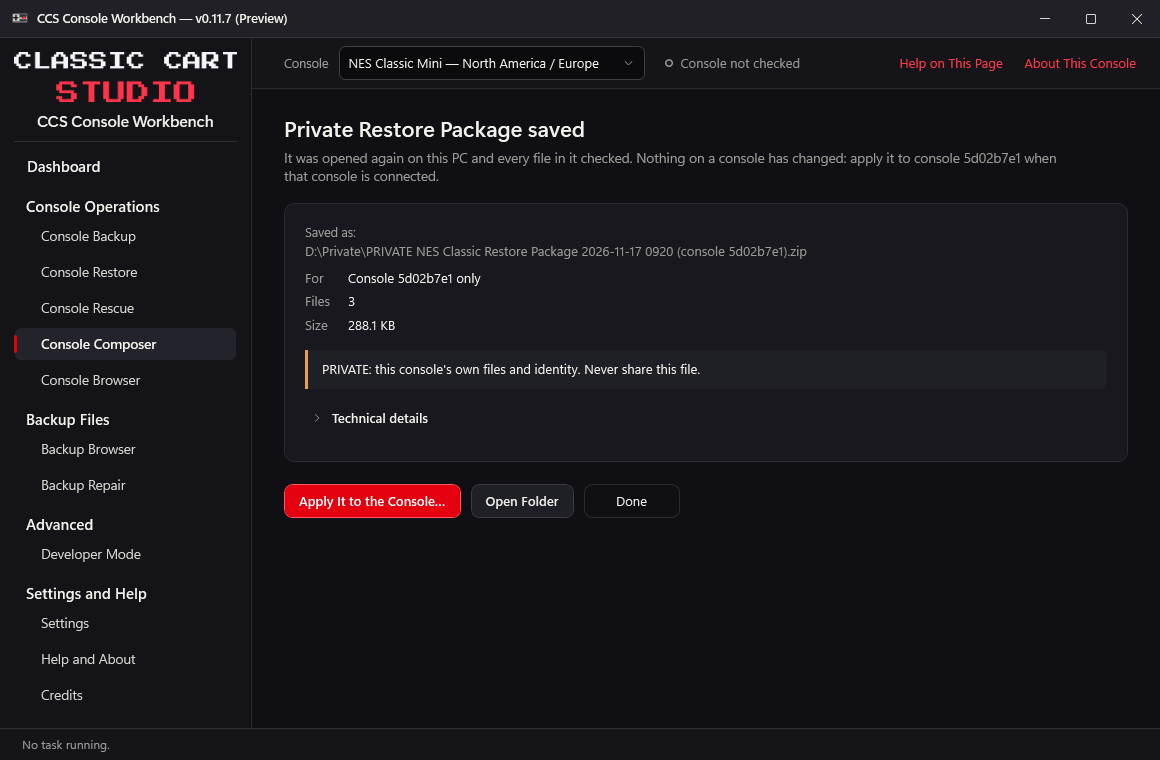 CCS Console Workbench — v0.11.7 (Preview)
CLASSIC CART
STUDIO
CCS Console Workbench
Dashboard
Console Operations
Console Backup
Console Restore
Console Rescue
Console Composer
Console Browser
Backup Files
Backup Browser
Backup Repair
Advanced
Developer Mode
Settings and Help
Settings
Help and About
Credits
Console
NES Classic Mini — North America / Europe
Console not checked
Help on This Page
About This Console
Private Restore Package saved
It was opened again on this PC and every file in it checked. Nothing on a console has changed: apply it to console 5d02b7e1 when
that console is connected.
Saved as:
D:\Private\PRIVATE NES Classic Restore Package 2026-11-17 0920 (console 5d02b7e1).zip
For Console 5d02b7e1 only
Files 3
Size 288.1 KB
PRIVATE: this console's own files and identity. Never share this file.
Technical details
Apply It to the Console...
Open Folder
Done
No task running.